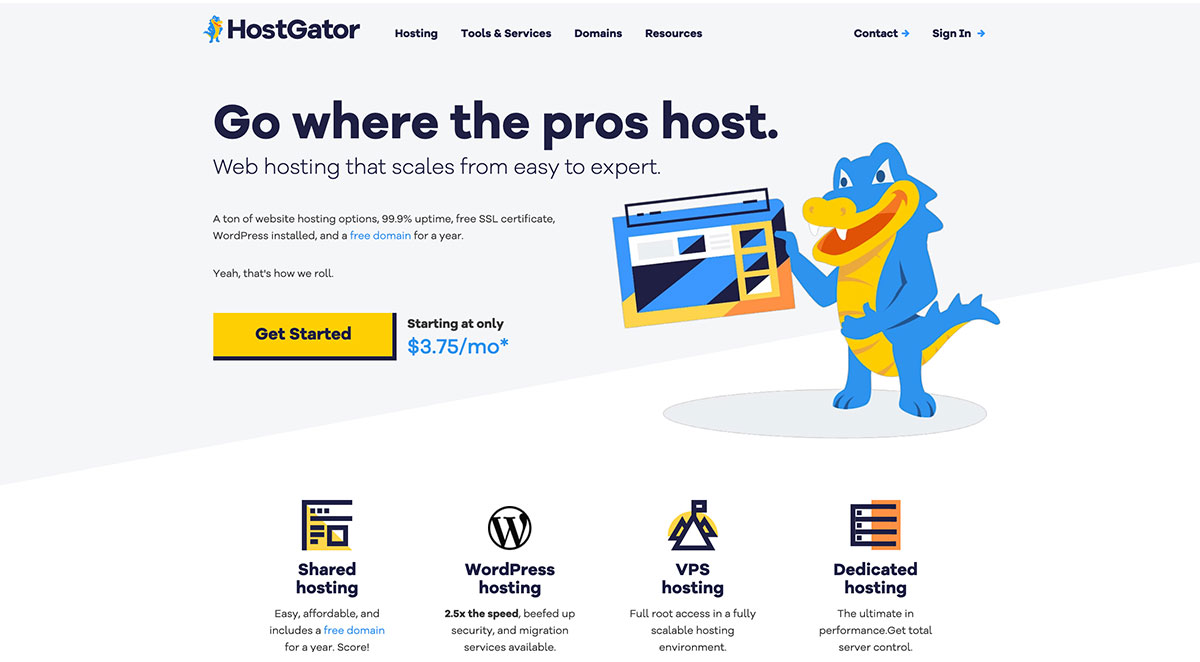 HostGator
Hosting Tools & Services Domains Resources
Contact → Sign In →
Go where the pros host.
Web hosting that scales from easy to expert.
A ton of website hosting options, 99.9% uptime, free SSL certificate,
WordPress installed, and a free domain for a year.
Yeah, that's how we roll.
Get Started
Starting at only
$3.75/mo*
Shared
hosting
Easy, affordable, and
includes a free domain
for a year. Score!
WordPress
hosting
2.5x the speed, beefed up
security, and migration
services available.
VPS
hosting
Full root access in a fully
scalable hosting
environment.
Dedicated
hosting
The ultimate in
performance.Get total
server control.